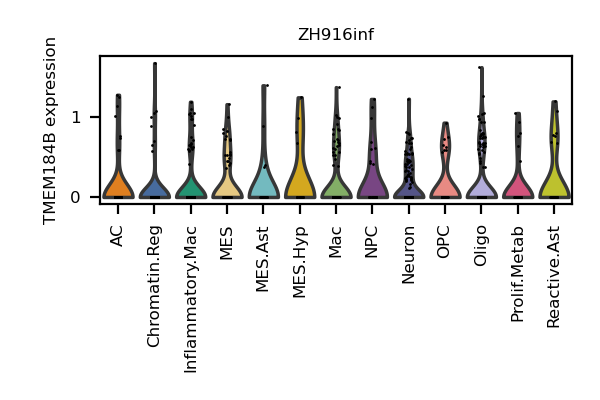 ZH916inf
TMEM184B expression
1
0
AC
Chromatin.Reg
Inflammatory.Mac
MES
MES.Ast
MES.Hyp
Mac
NPC
Neuron
OPC
Oligo
Prolif.Metab
Reactive.Ast